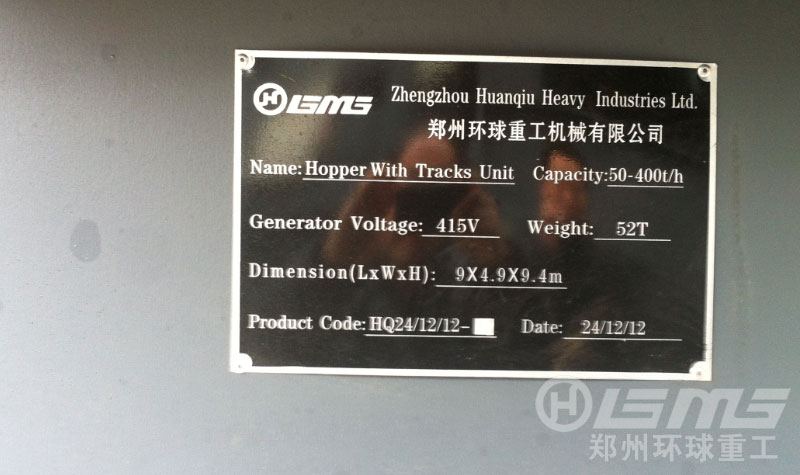 H GMS Zhengzhou Huanqiu Heavy Industries Ltd.
郑州环球重工机械有限公司
Name: Hopper With Tracks Unit Capacity: 50-400t/h
Generator Voltage: 415V Weight: 52T
Dimension(LxWxH): 9X4.9X9.4m
Product Code: HQ24/12/12- Date: 24/12/12
H GMS
郑州环球重工